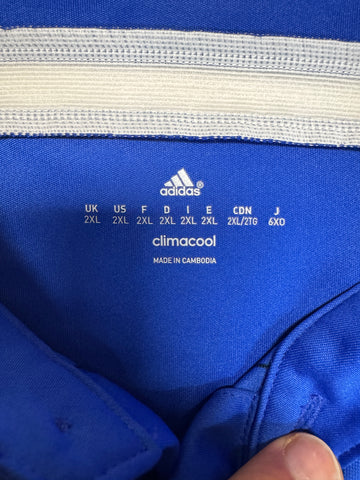 adidas®
UK US F D I E CDN J
2XL 2XL 2XL 2XL 2XL 2XL 2XL/2TG 6XO
climacool
MADE IN CAMBODIA